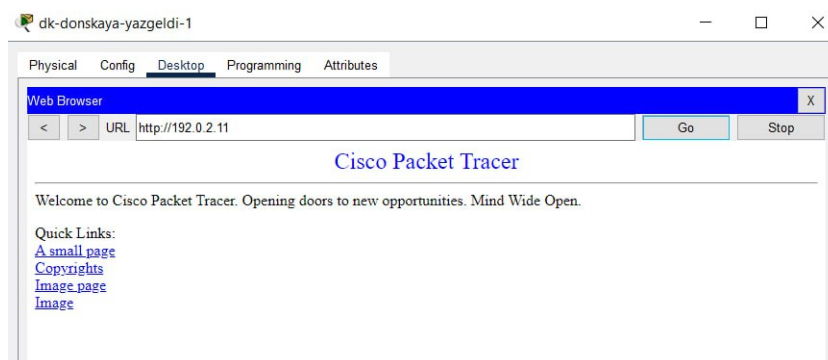 dk-donskaya-yazgeldi-1
Physical Config Desktop Programming Attributes
Web Browser X
< > URL http://192.0.2.11 Go Stop
Cisco Packet Tracer
Welcome to Cisco Packet Tracer. Opening doors to new opportunities. Mind Wide Open.
Quick Links:
A small page
Copyrights
Image page
Image